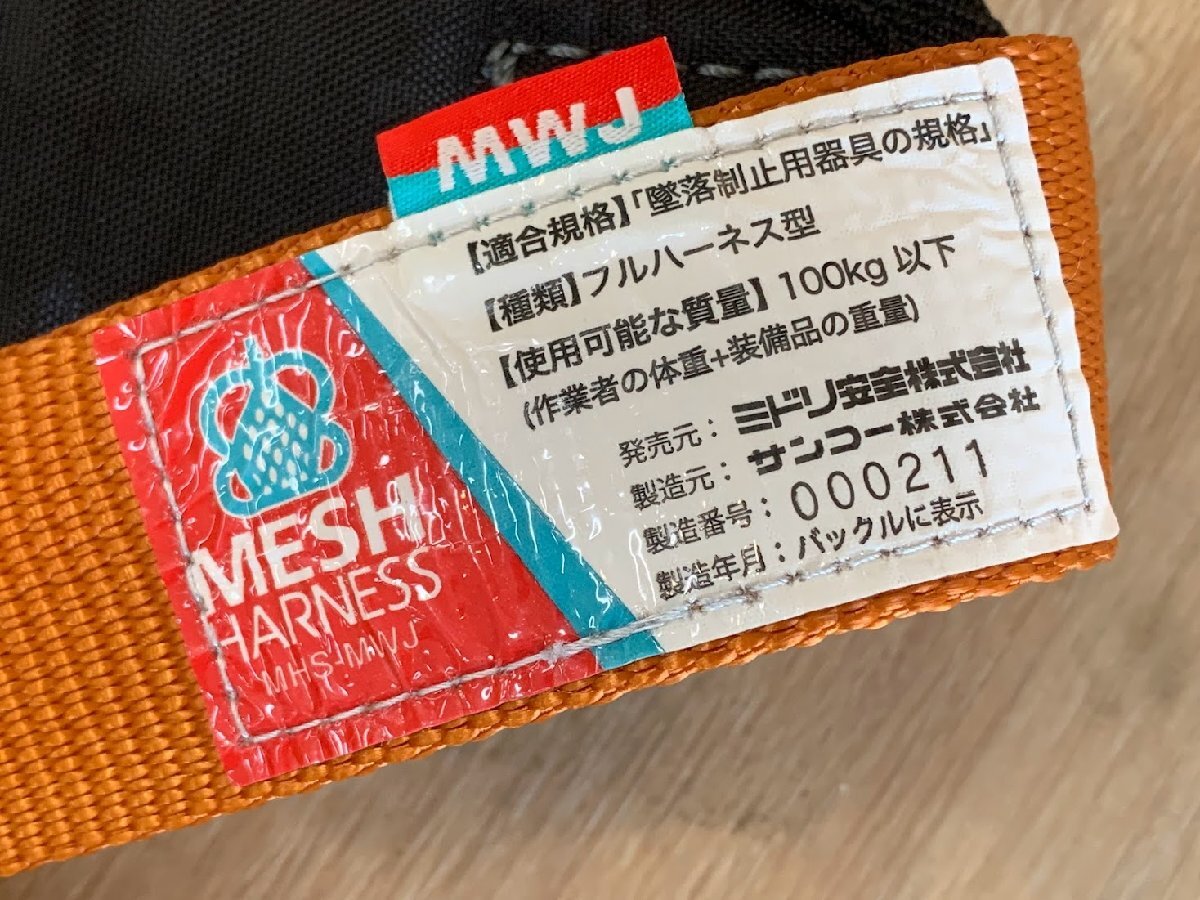 MWJ
【適合規格】「墜落制止用器具の規格」
【種類】フルハーネス型
【使用可能な質量】100kg 以下
(作業者の体重+装備品の重量)
発売元：ミドリ安全株式会社
製造元：サンコー株式会社
製造番号：000211
製造年月：バックルに表示
MESH
HARNESS
MHS-MWJ